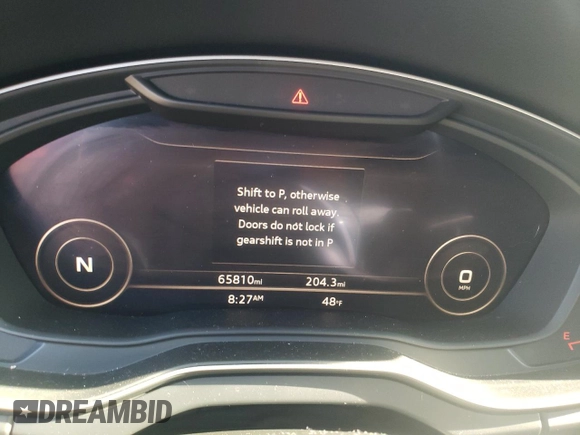 Shift to P, otherwise
vehicle can roll away.
Doors do not lock if
gearshift is not in P
N
0
MPH
65810mi 204.3mi
8:27AM 48°F
E
DREAMBID